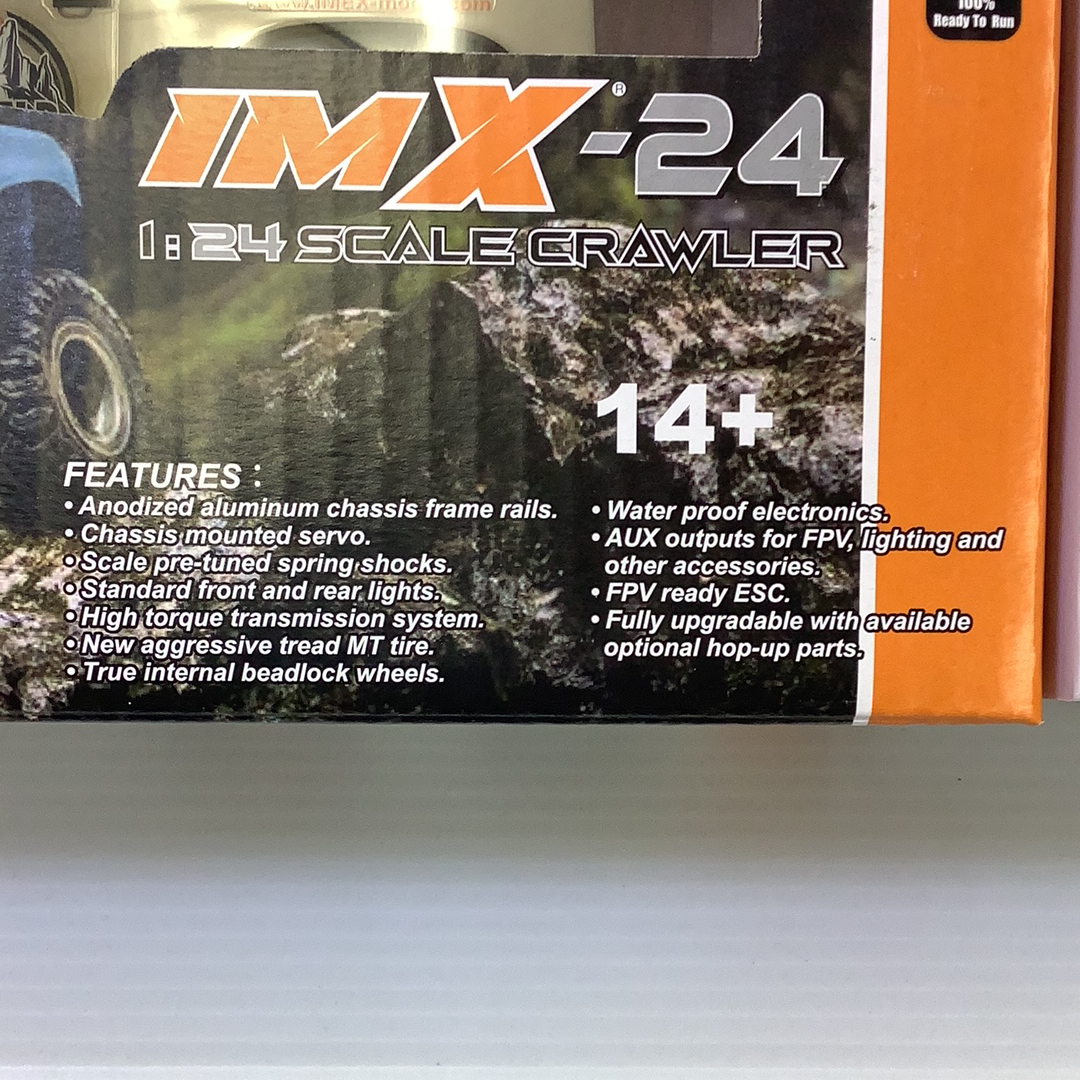 100%
Ready To Run
IMX®-24
1:24 SCALE CRAWLER
14+
FEATURES :
• Anodized aluminum chassis frame rails.
• Chassis mounted servo.
• Scale pre-tuned spring shocks.
• Standard front and rear lights.
• High torque transmission system.
• New aggressive tread MT tire.
• True internal beadlock wheels.
• Water proof electronics.
• AUX outputs for FPV, lighting and
other accessories.
• FPV ready ESC.
• Fully upgradable with available
optional hop-up parts.